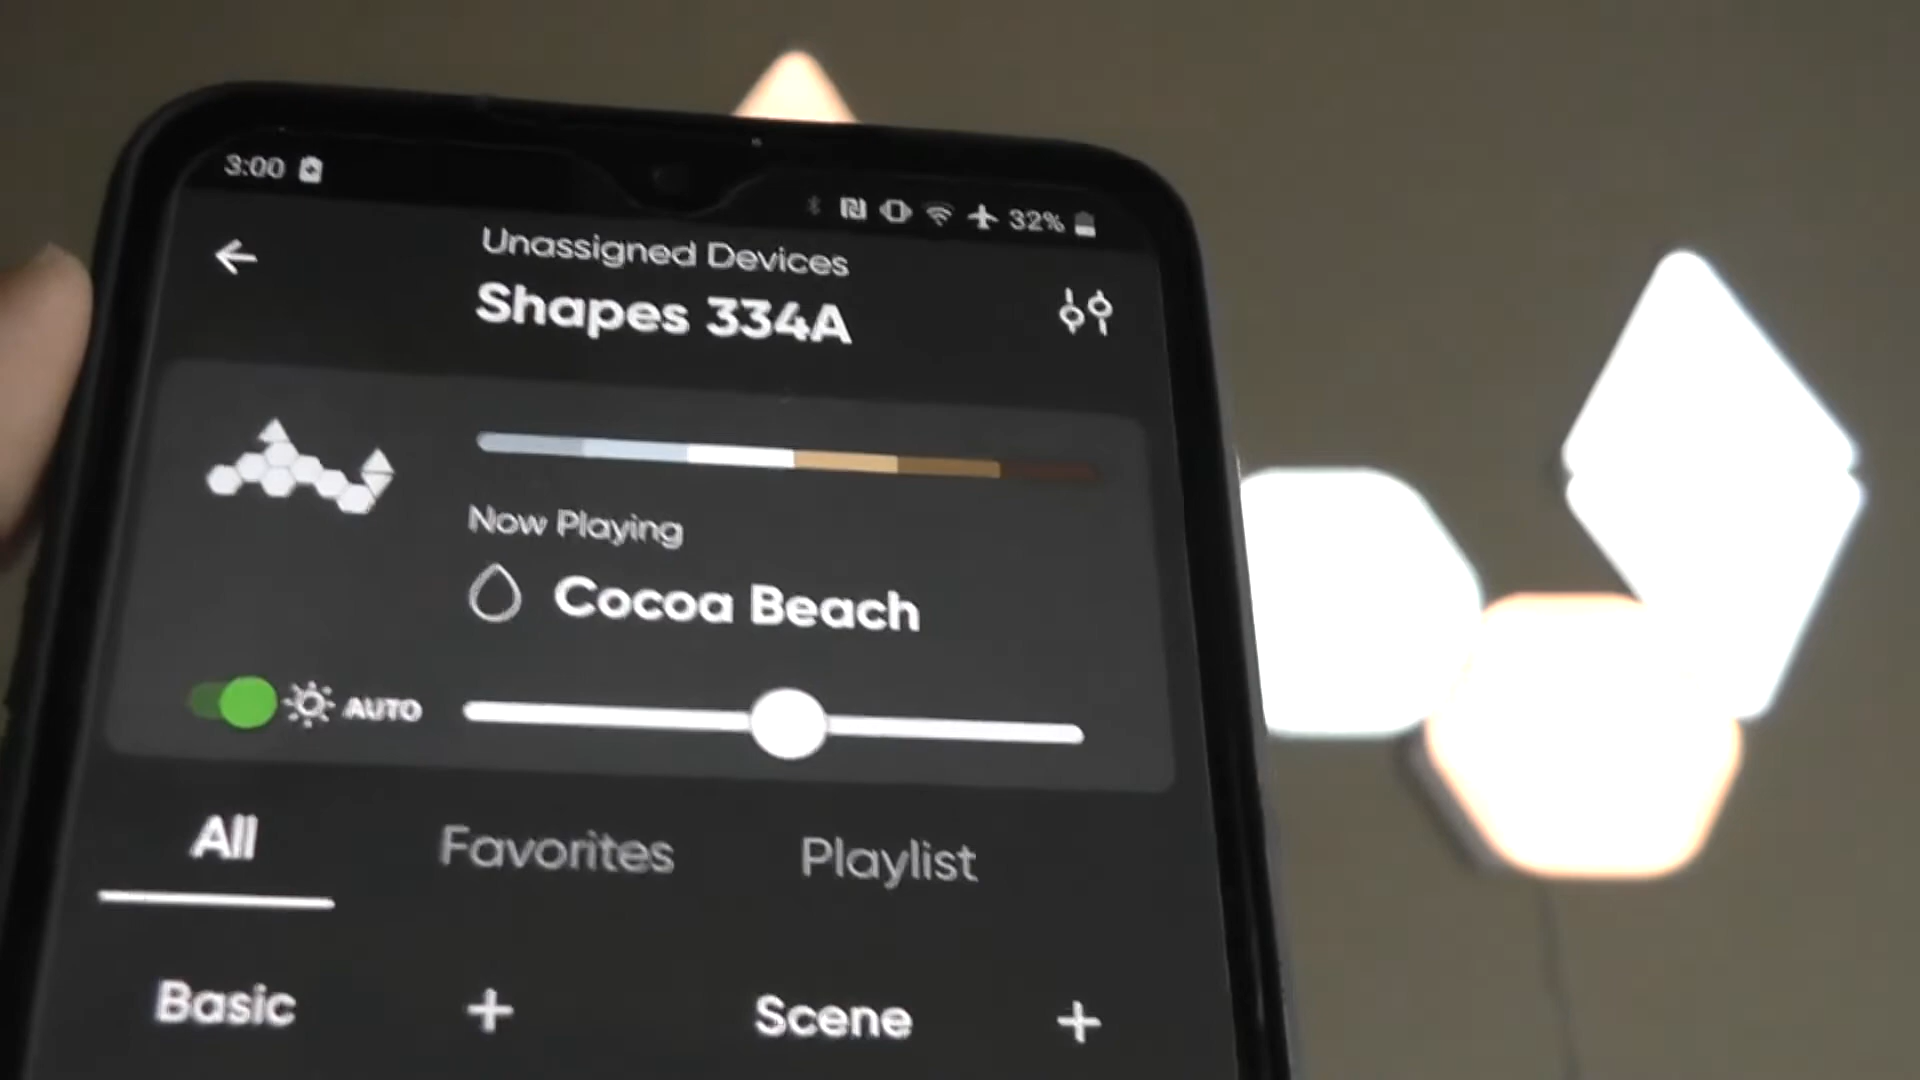 3:00
32%
Unassigned Devices
Shapes 334A
Now Playing
Cocoa Beach
AUTO
All Favorites Playlist
Basic + Scene +